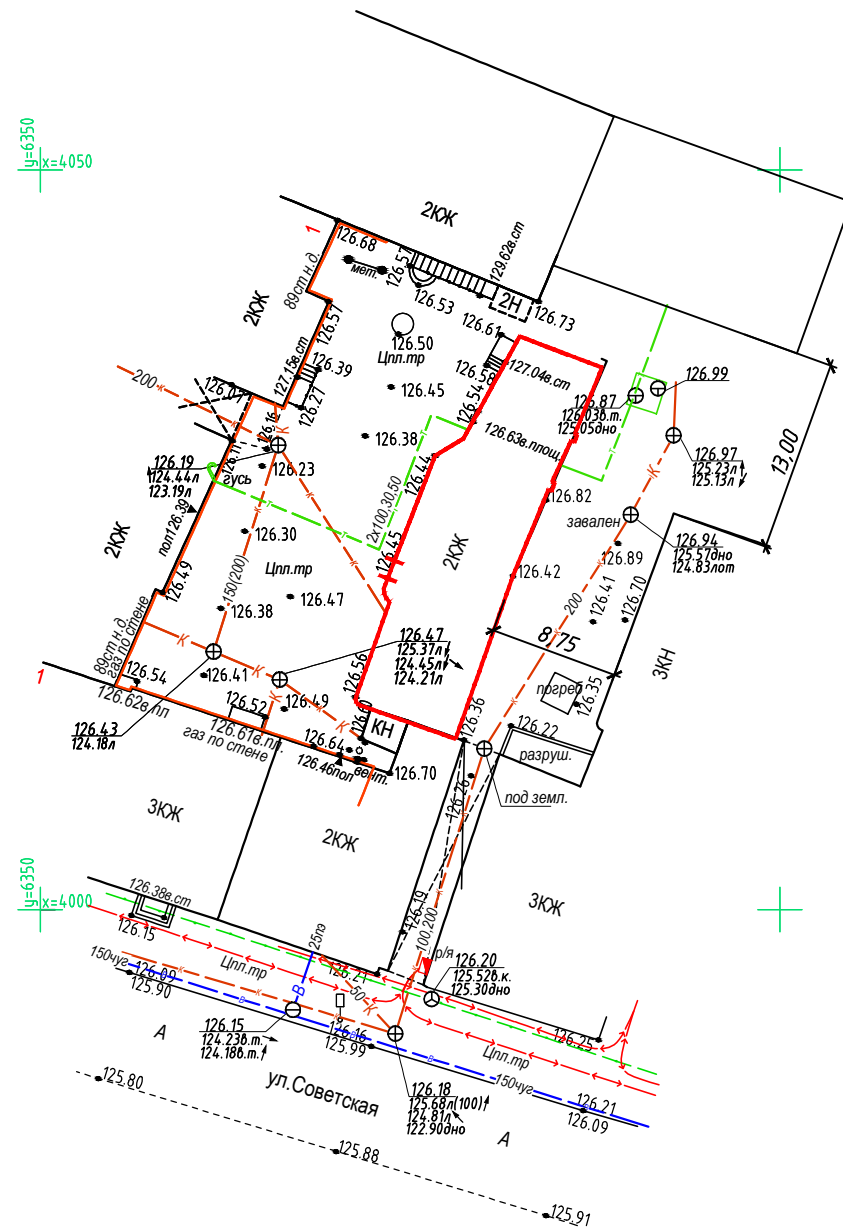 y=6350
x=4050
2КЖ
1
126.68
126.57
129.62в.ст
89ст н.д.
мет.
126.53
2Н
126.73
2КЖ
126.57
126.50
126.61
Цпл.тр
127.15в.ст
126.39
126.58
127.04в.ст
200
К
126.07
126.27
126.45
126.54
126.99
126.87
126.03в.т.
125.05дно
126.16
К
126.38
126.63в.площ.
126.97
125.23л
125.13л
13,00
126.19
124.44л
123.19л
гусь
126.23
126.44
К
2х100.30.50
126.82
завален
пол126.39
126.30
126.94
125.57дно
124.83лот
2КЖ
126.45
2КЖ
126.89
Цпл.тр
150(200)
126.49
126.47
126.42
126.41
126.70
200
126.38
89ст н.д.
газ по стене
126.47
125.37л
124.45л
124.21л
8,75
3КН
1
126.54
126.41
К
126.56
погреб
126.35
126.62в.пл
126.52
126.49
К
126.60
КН
126.36
126.22
126.43
124.18л
126.61в.пл.
газ по стене
126.64
126.46пол
вент.
126.70
разруш.
126.26
под земл.
3КЖ
2КЖ
3КЖ
y=6350
x=4000
126.38в.ст
126.15
25пэ
126.19
100,200
р/я
126.20
125.52в.к.
125.30дно
Цпл.тр
150чуг
126.09
125.90
В
50
К
126.15
124.23в.т.
124.18в.т.
126.16
125.99
126.25
Цпл.тр
150чуг
А
126.18
125.68л(100)
124.81л
122.90дно
126.21
126.09
125.80
ул.Советская
А
125.88
125.91